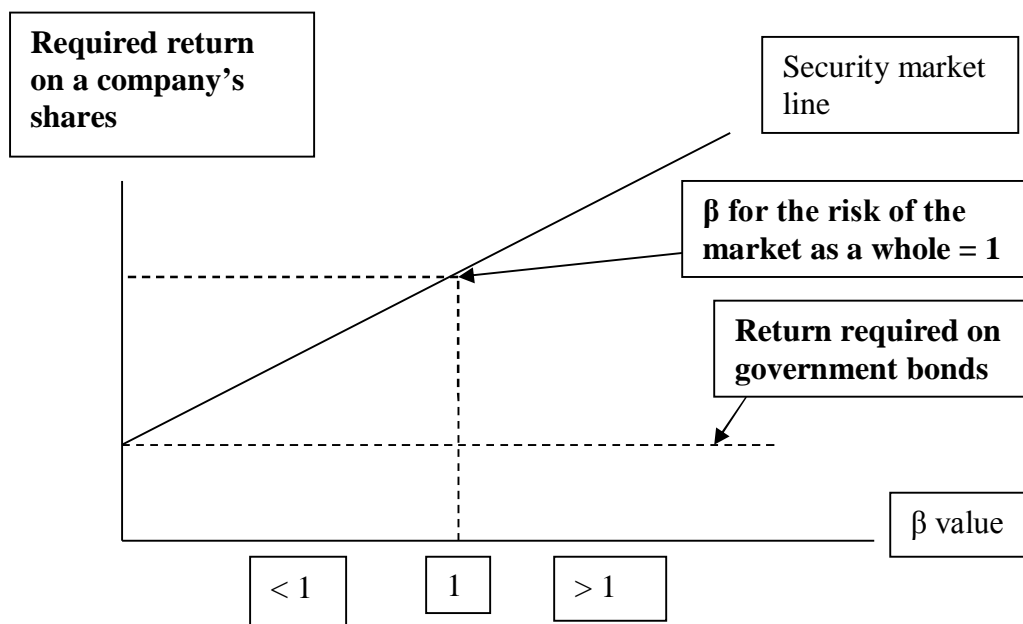 Required return
on a company’s
shares
Security market
line
β for the risk of the
market as a whole = 1
Return required on
government bonds
β value
< 1
1
> 1